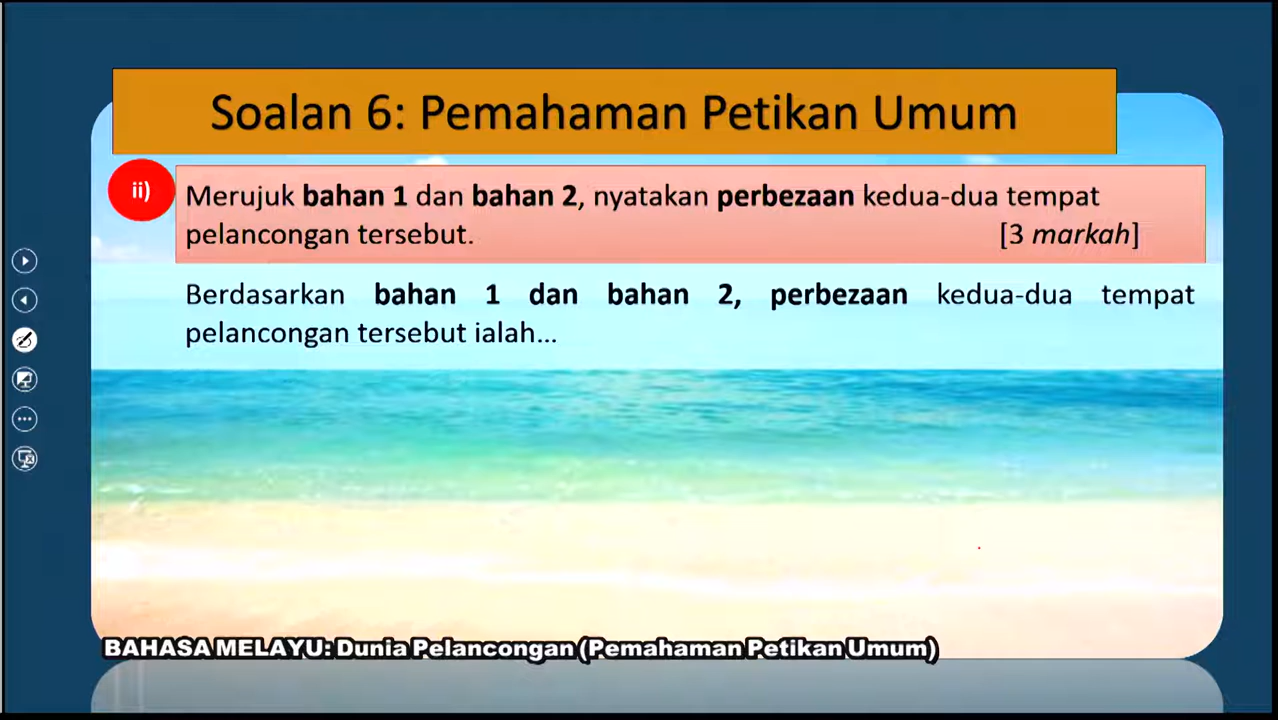 Soalan 6: Pemahaman Petikan Umum
ii)
Merujuk bahan 1 dan bahan 2, nyatakan perbezaan kedua-dua tempat
pelancongan tersebut. [3 markah]
Berdasarkan bahan 1 dan bahan 2, perbezaan kedua-dua tempat
pelancongan tersebut ialah...
BAHASA MELAYU: Dunia Pelancongan (Pemahaman Petikan Umum)